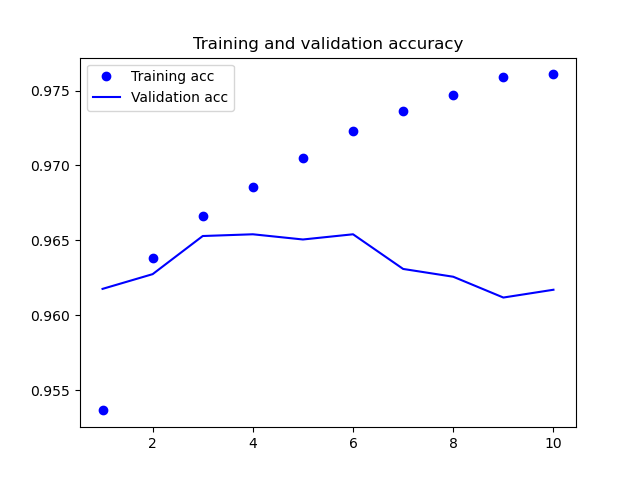 Training and validation accuracy
Training acc
Validation acc
0.975
0.970
0.965
0.960
0.955
2 4 6 8 10